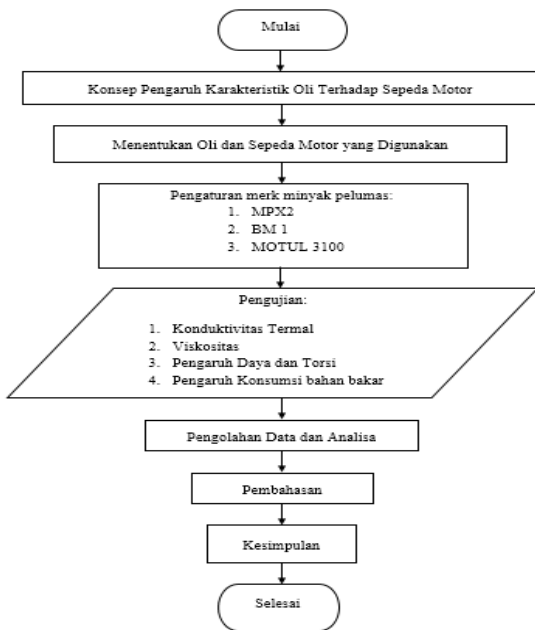 Mulai
Konsep Pengaruh Karakteristik Oli Terhadap Sepeda Motor
Menentukan Oli dan Sepeda Motor yang Digunakan
Pengaturan merk minyak pelumas:
1. MPX2
2. BM 1
3. MOTUL 3100
Pengujian:
1. Konduktivitas Termal
2. Viskositas
3. Pengaruh Daya dan Torsi
4. Pengaruh Konsumsi bahan bakar
Pengolahan Data dan Analisa
Pembahasan
Kesimpulan
Selesai